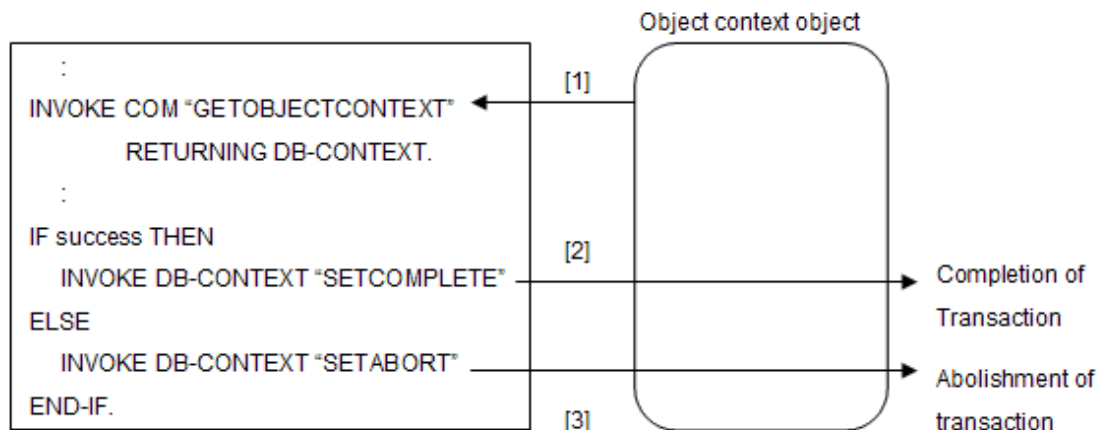 Object context object
:
[1]
INVOKE COM “GETOBJECTCONTEXT”
RETURNING DB-CONTEXT.
:
IF success THEN
[2]
INVOKE DB-CONTEXT “SETCOMPLETE”
Completion of
Transaction
ELSE
INVOKE DB-CONTEXT “SETABORT”
Abolishment of
transaction
END-IF.
[3]